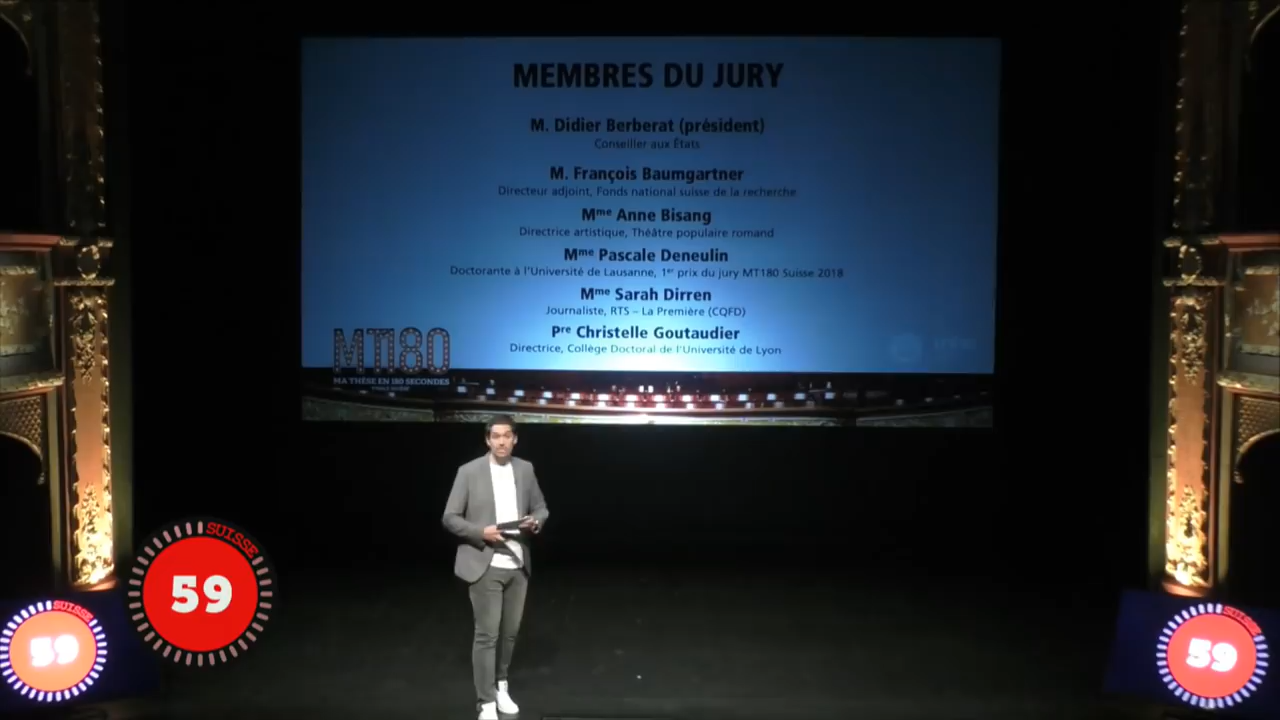 MEMBRES DU JURY
M. Didier Berberat (président)
Conseiller aux États
M. François Baumgartner
Directeur adjoint, Fonds national suisse de la recherche
Mme Anne Bisang
Directrice artistique, Théâtre populaire romand
Mme Pascale Deneulin
Doctorante à l'Université de Lausanne, 1er prix du jury MT180 Suisse 2018
Mme Sarah Dirren
Journaliste, RTS – La Première (CQFD)
Pre Christelle Goutaudier
Directrice, Collège Doctoral de l'Université de Lyon
MT180
MA THÈSE EN 180 SECONDES
SUISSE
59
SUISSE
59
SUISSE
59